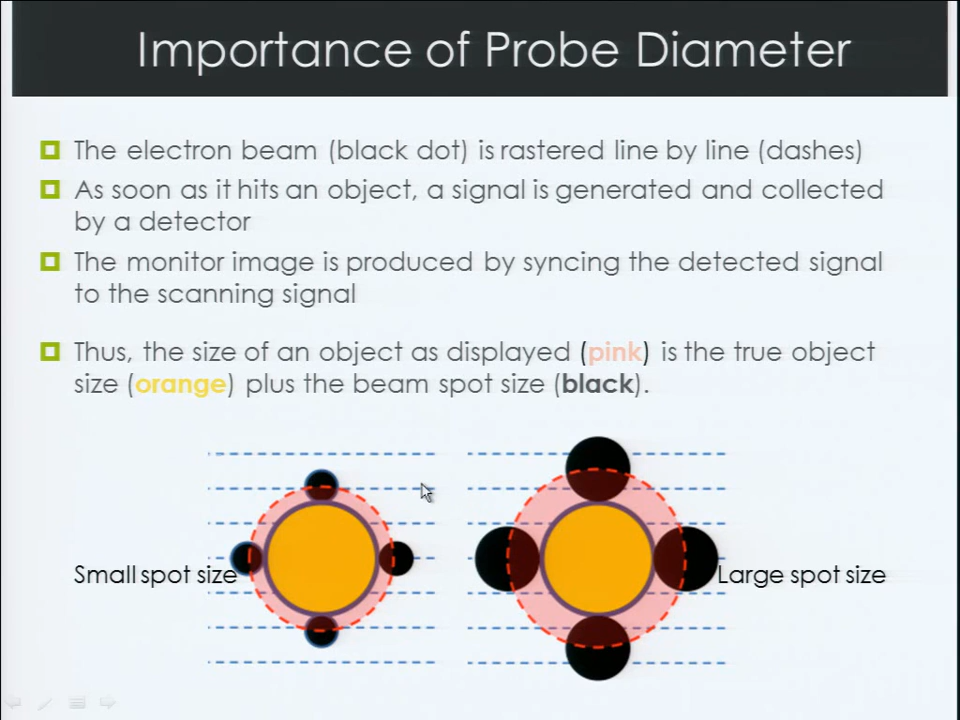 Importance of Probe Diameter
The electron beam (black dot) is rastered line by line (dashes)
As soon as it hits an object, a signal is generated and collected
by a detector
The monitor image is produced by syncing the detected signal
to the scanning signal
Thus, the size of an object as displayed (pink) is the true object
size (orange) plus the beam spot size (black).
Small spot size
Large spot size